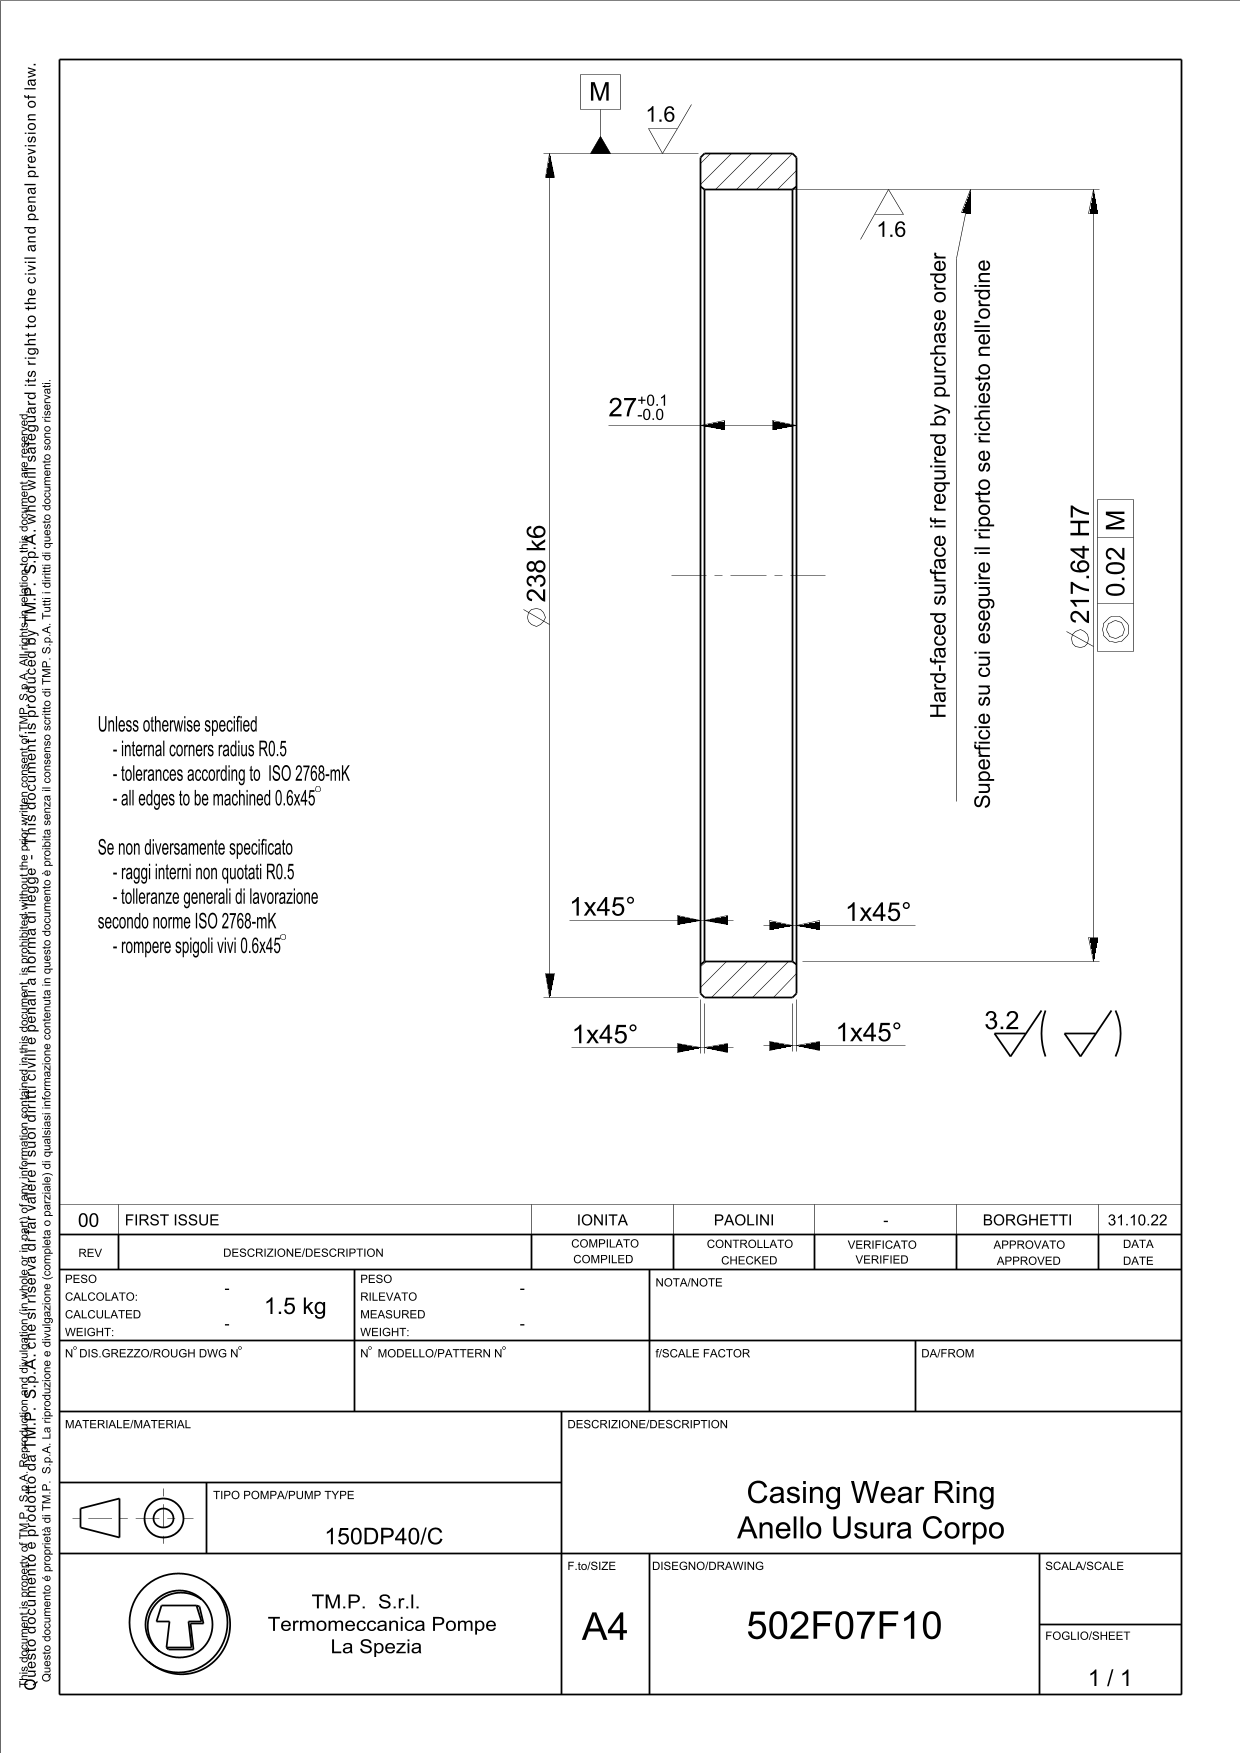 M
1.6
1.6
27 +0.1
-0.0
⌀ 238 k6
⌀ 217.64 H7
◎ 0.02 M
Hard-faced surface if required by purchase order
Superficie su cui eseguire il riporto se richiesto nell'ordine
Unless otherwise specified
- internal corners radius R0.5
- tolerances according to ISO 2768-mK
- all edges to be machined 0.6x45°
Se non diversamente specificato
- raggi interni non quotati R0.5
- tolleranze generali di lavorazione
secondo norme ISO 2768-mK
- rompere spigoli vivi 0.6x45°
1x45°
1x45°
1x45°
1x45°
3.2
This document is property of TM.P. S.p.A. Reproduction and divulgation (in whole or in part) of any information contained in this document, is prohibited without the prior written consent of TM.P. S.p.A. All rights in relation to this document are reserved.
Questo documento è prodotto da TM.P. S.p.A. che si riserva di far valere i suoi diritti civili e penali a norma di legge - This document is produced by TM.P. S.p.A. who will safeguard its right to the civil and penal prevision of law.
Questo documento é proprietà di TM.P. S.p.A. La riproduzione e divulgazione (completa o parziale) di qualsiasi informazione contenuta in questo documento é proibita senza il consenso scritto di TMP. S.p.A. Tutti i diritti di questo documento sono riservati.
00 FIRST ISSUE IONITA PAOLINI - BORGHETTI 31.10.22
REV DESCRIZIONE/DESCRIPTION COMPILATO COMPILED CONTROLLATO CHECKED VERIFICATO VERIFIED APPROVATO APPROVED DATA DATE
PESO
CALCOLATO: -
CALCULATED
WEIGHT: -
1.5 kg
PESO
RILEVATO -
MEASURED
WEIGHT: -
NOTA/NOTE
N° DIS.GREZZO/ROUGH DWG N°
N° MODELLO/PATTERN N°
f/SCALE FACTOR
DA/FROM
MATERIALE/MATERIAL
DESCRIZIONE/DESCRIPTION
Casing Wear Ring
Anello Usura Corpo
TIPO POMPA/PUMP TYPE
150DP40/C
TM.P. S.r.l.
Termomeccanica Pompe
La Spezia
F.to/SIZE
A4
DISEGNO/DRAWING
502F07F10
SCALA/SCALE
FOGLIO/SHEET
1 / 1